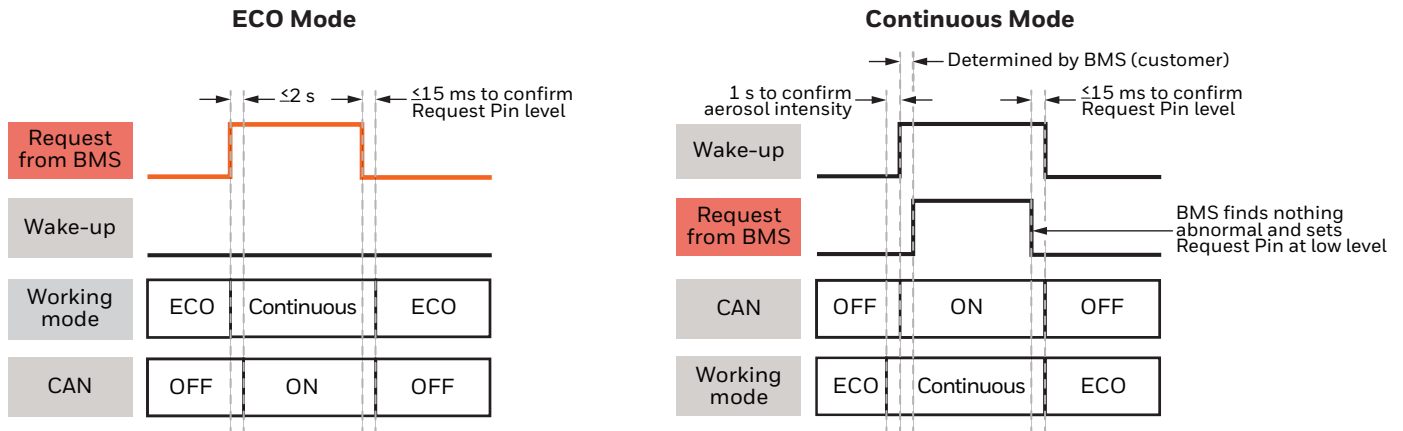 ECO Mode
≤2 s
≤15 ms to confirm
Request Pin level
Request
from BMS
Wake-up
Working
mode
ECO
Continuous
ECO
CAN
OFF
ON
OFF
Continuous Mode
Determined by BMS (customer)
1 s to confirm
aerosol intensity
≤15 ms to confirm
Request Pin level
Wake-up
Request
from BMS
BMS finds nothing
abnormal and sets
Request Pin at low level
CAN
OFF
ON
OFF
Working
mode
ECO
Continuous
ECO